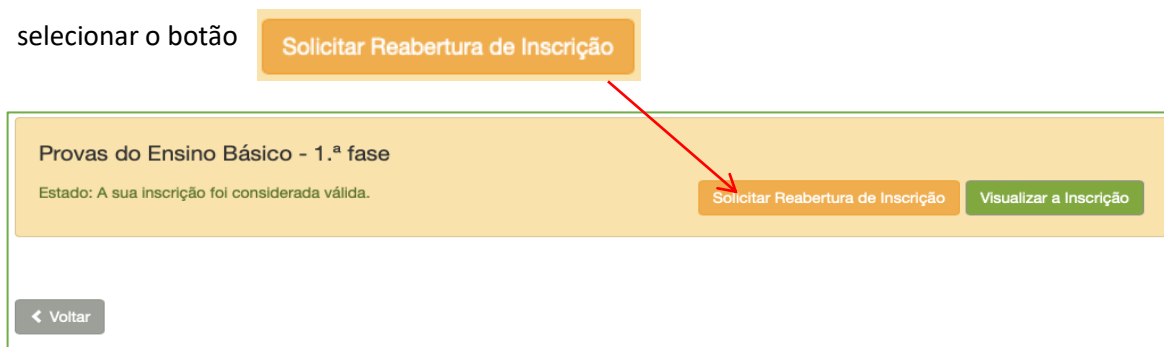 selecionar o botão Solicitar Reabertura de Inscrição
Provas do Ensino Básico - 1.ª fase
Estado: A sua inscrição foi considerada válida.
Solicitar Reabertura de Inscrição Visualizar a Inscrição
Voltar